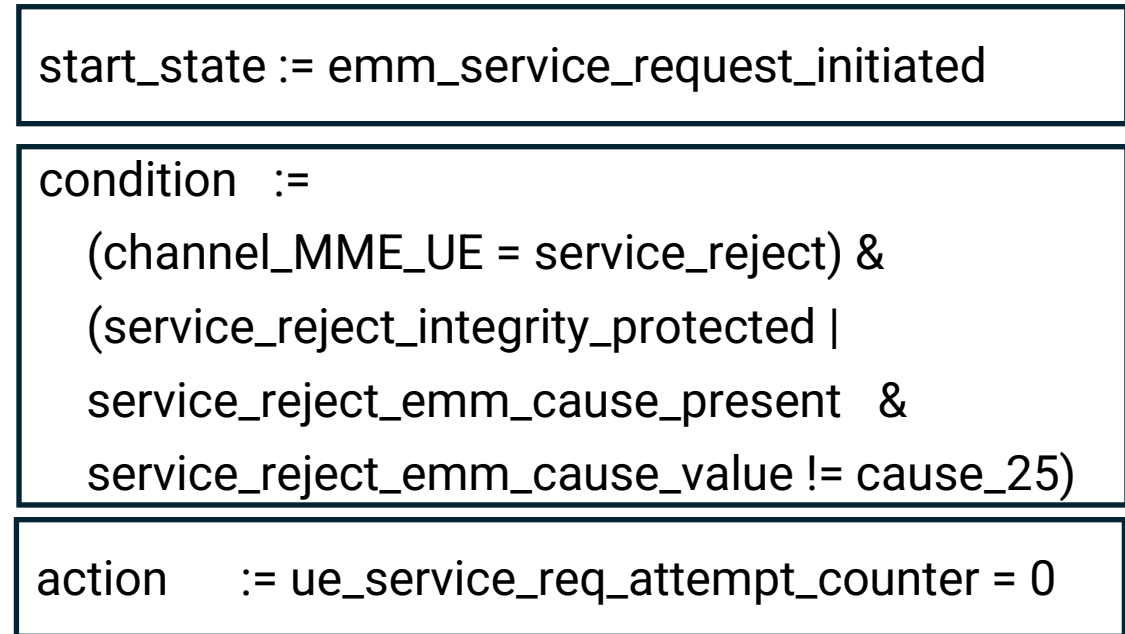 start_state := emm_service_request_initiated
condition :=
(channel_MME_UE = service_reject) &
(service_reject_integrity_protected |
service_reject_emm_cause_present &
service_reject_emm_cause_value != cause_25)
action := ue_service_req_attempt_counter = 0